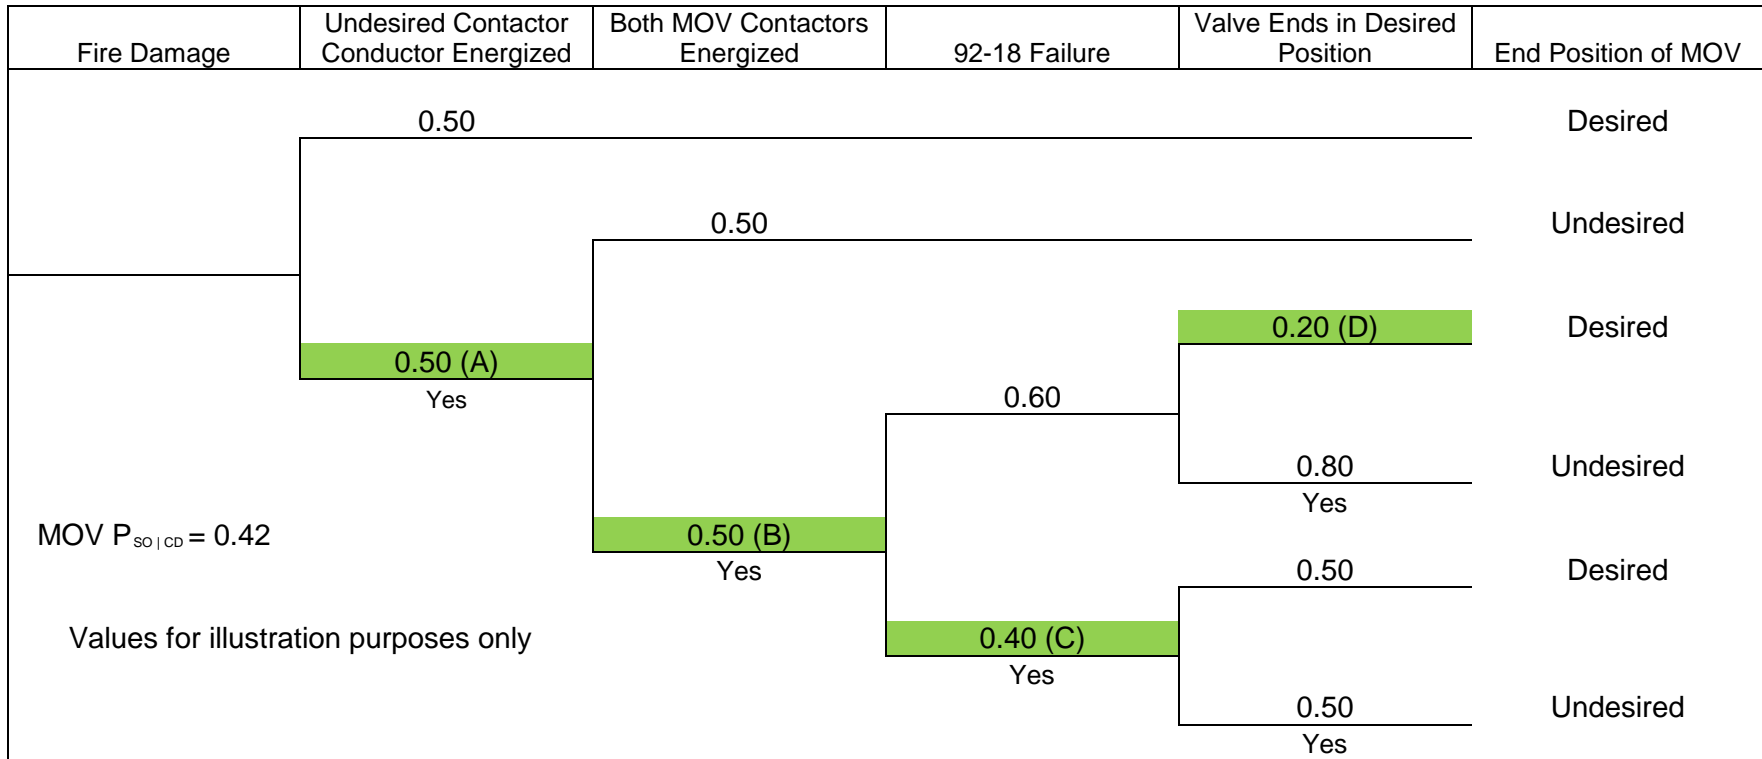 Fire Damage
Undesired Contactor
Conductor Energized
Both MOV Contactors
Energized
92-18 Failure
Valve Ends in Desired
Position
End Position of MOV
0.50
Desired
0.50
Undesired
0.20 (D)
Desired
0.50 (A)
Yes
0.60
0.80
Undesired
Yes
MOV P SO | CD = 0.42
0.50 (B)
Yes
0.50
Desired
Values for illustration purposes only
0.40 (C)
Yes
0.50
Undesired
Yes